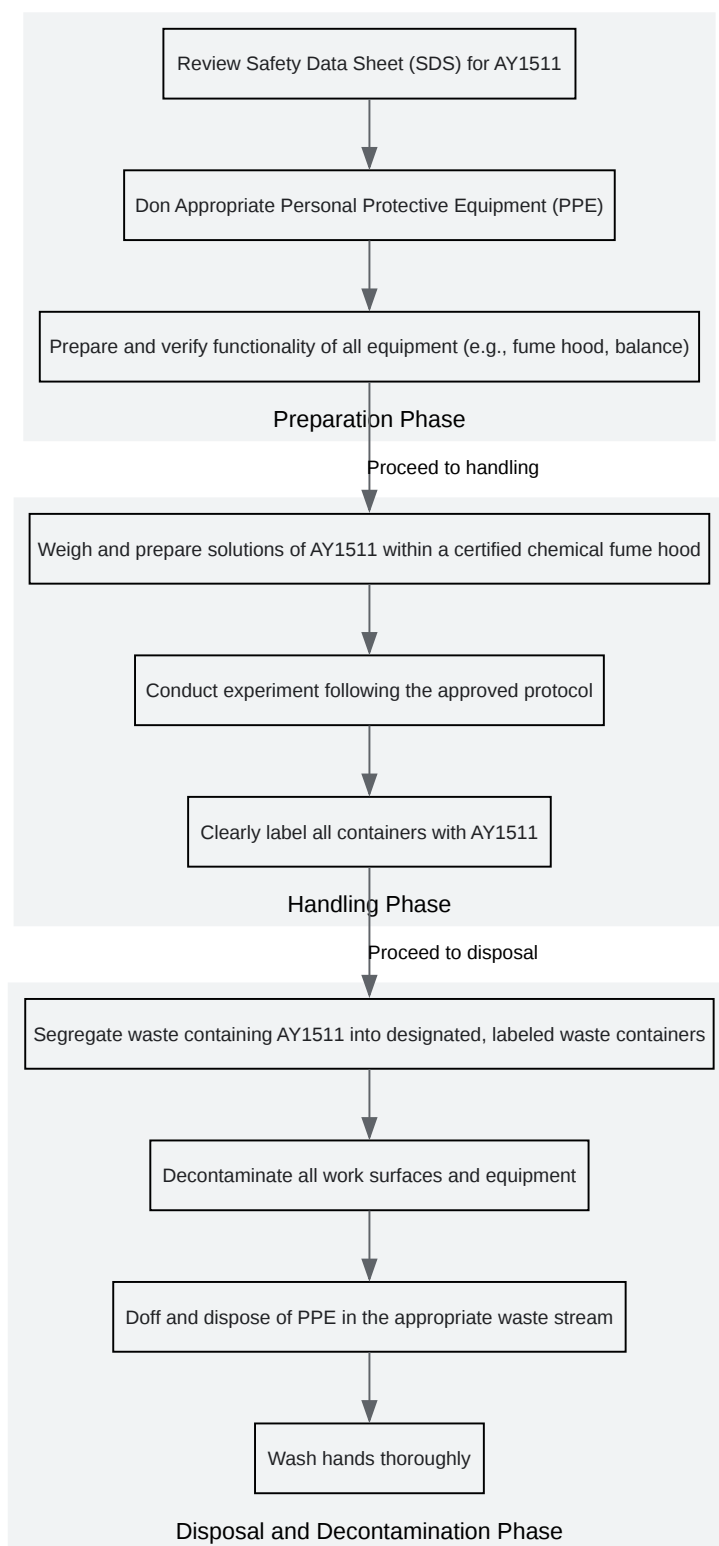 Review Safety Data Sheet (SDS) for AY1511
Don Appropriate Personal Protective Equipment (PPE)
Prepare and verify functionality of all equipment (e.g., fume hood, balance)
Preparation Phase
Proceed to handling
Weigh and prepare solutions of AY1511 within a certified chemical fume hood
Conduct experiment following the approved protocol
Clearly label all containers with AY1511
Handling Phase
Proceed to disposal
Segregate waste containing AY1511 into designated, labeled waste containers
Decontaminate all work surfaces and equipment
Doff and dispose of PPE in the appropriate waste stream
Wash hands thoroughly
Disposal and Decontamination Phase